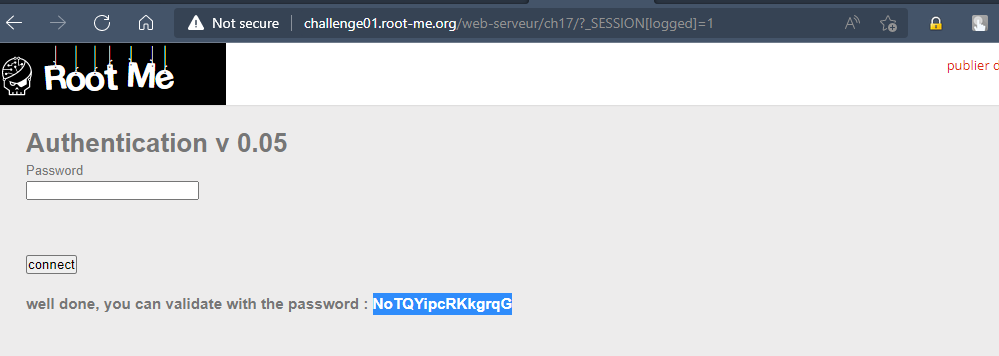 Not secure challenge01.root-me.org/web-serveur/ch17/?_SESSION[logged]=1
Root Me
publier d
Authentication v 0.05
Password
connect
well done, you can validate with the password : NoTQYipcRKkgrqG